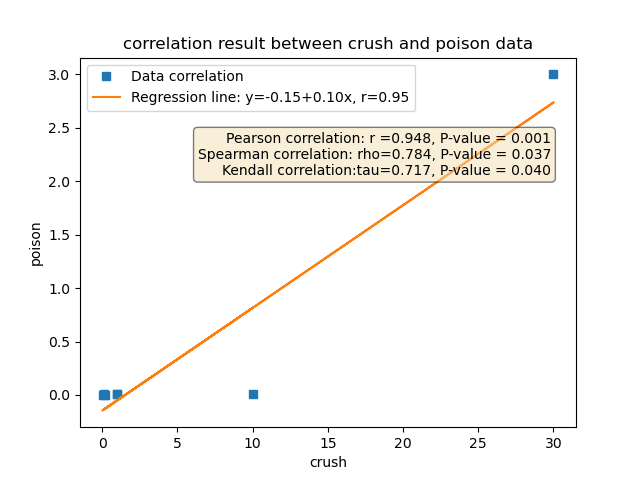 correlation result between crush and poison data
Data correlation
Regression line: y=-0.15+0.10x, r=0.95
Pearson correlation: r =0.948, P-value = 0.001
Spearman correlation: rho=0.784, P-value = 0.037
Kendall correlation:tau=0.717, P-value = 0.040
3.0
2.5
2.0
1.5
1.0
0.5
0.0
poison
0 5 10 15 20 25 30
crush